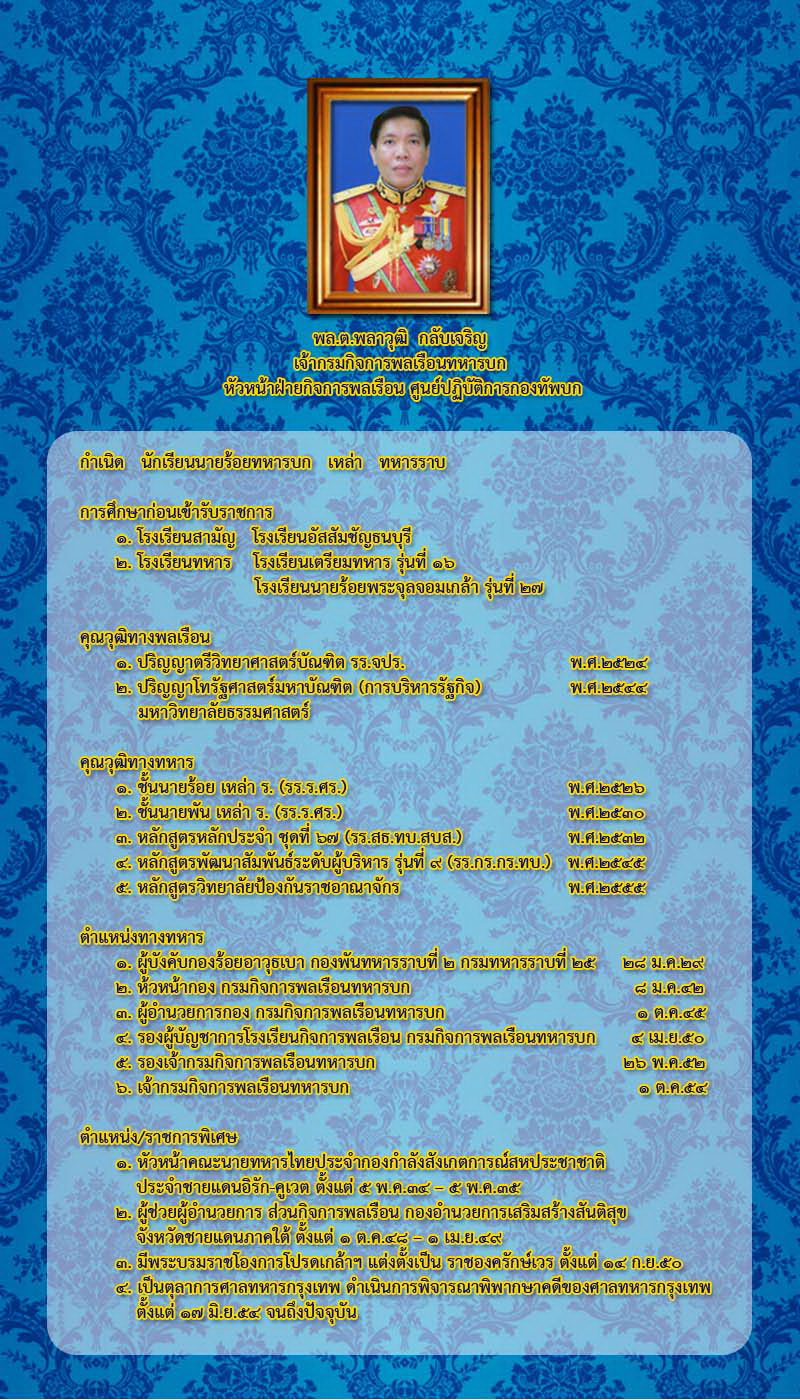 พล.ต.พลาวุฒิ กลับเจริญ
เจ้ากรมกิจการพลเรือนทหารบก
หัวหน้าฝ่ายกิจการพลเรือน ศูนย์ปฏิบัติการกองทัพบก
กำเนิด นักเรียนนายร้อยทหารบก เหล่า ทหารราบ
การศึกษาก่อนเข้ารับราชการ
๑. โรงเรียนสามัญ โรงเรียนอัสสัมชัญธนบุรี
๒. โรงเรียนทหาร โรงเรียนเตรียมทหาร รุ่นที่ ๑๖
โรงเรียนนายร้อยพระจุลจอมเกล้า รุ่นที่ ๒๗
คุณวุฒิทางพลเรือน
๑. ปริญญาตรีวิทยาศาสตร์บัณฑิต รร.จปร. พ.ศ.๒๕๒๔
๒. ปริญญาโทรัฐศาสตร์มหาบัณฑิต (การบริหารรัฐกิจ) พ.ศ.๒๕๔๔
มหาวิทยาลัยธรรมศาสตร์
คุณวุฒิทางทหาร
๑. ชั้นนายร้อย เหล่า ร. (รร.ร.ศร.) พ.ศ.๒๕๒๖
๒. ชั้นนายพัน เหล่า ร. (รร.ร.ศร.) พ.ศ.๒๕๓๐
๓. หลักสูตรหลักประจำ ชุดที่ ๖๗ (รร.สธ.ทบ.สบส.) พ.ศ.๒๕๓๒
๔. หลักสูตรพัฒนาสัมพันธ์ระดับผู้บริหาร รุ่นที่ ๙ (รร.กร.กร.ทบ.) พ.ศ.๒๕๔๕
๕. หลักสูตรวิทยาลัยป้องกันราชอาณาจักร พ.ศ.๒๕๕๕
ตำแหน่งทางทหาร
๑. ผู้บังคับกองร้อยอาวุธเบา กองพันทหารราบที่ ๒ กรมทหารราบที่ ๒๕ ๒๘ ม.ค.๒๙
๒. หัวหน้ากอง กรมกิจการพลเรือนทหารบก ๘ ม.ค.๔๒
๓. ผู้อำนวยการกอง กรมกิจการพลเรือนทหารบก ๑ ต.ค.๔๕
๔. รองผู้บัญชาการโรงเรียนกิจการพลเรือน กรมกิจการพลเรือนทหารบก ๔ เม.ย.๕๐
๕. รองเจ้ากรมกิจการพลเรือนทหารบก ๒๖ พ.ค.๕๒
๖. เจ้ากรมกิจการพลเรือนทหารบก ๑ ต.ค.๕๔
ตำแหน่ง/ราชการพิเศษ
๑. หัวหน้าคณะนายทหารไทยประจำกองกำลังสังเกตการณ์สหประชาชาติ
ประจำชายแดนอิรัก-คูเวต ตั้งแต่ ๕ พ.ค.๓๔ – ๕ พ.ค.๓๕
๒. ผู้ช่วยผู้อำนวยการ ส่วนกิจการพลเรือน กองอำนวยการเสริมสร้างสันติสุข
จังหวัดชายแดนภาคใต้ ตั้งแต่ ๑ ต.ค.๔๘ – ๑ เม.ย.๔๙
๓. มีพระบรมราชโองการโปรดเกล้าฯ แต่งตั้งเป็น ราชองครักษ์เวร ตั้งแต่ ๑๔ ก.ย.๕๐
๔. เป็นตุลาการศาลทหารกรุงเทพ ดำเนินการพิจารณาพิพากษาคดีของศาลทหารกรุงเทพ
ตั้งแต่ ๑๗ มิ.ย.๕๔ จนถึงปัจจุบัน